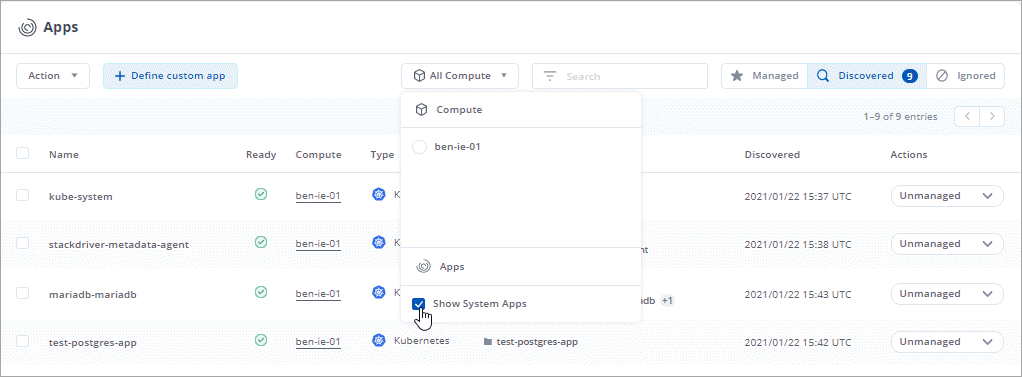 Apps
Action + Define custom app All Compute Search Managed Discovered 9 Ignored
1–9 of 9 entries
Compute
Name Ready Compute Type Discovered Actions
ben-ie-01
kube-system ben-ie-01 K 2021/01/22 15:37 UTC Unmanaged
stackdriver-metadata-agent ben-ie-01 K nt 2021/01/22 15:38 UTC Unmanaged
Apps
mariadb-mariadb ben-ie-01 K adb +1 2021/01/22 15:43 UTC Unmanaged
Show System Apps
test-postgres-app ben-ie-01 Kubernetes test-postgres-app 2021/01/22 15:42 UTC Unmanaged